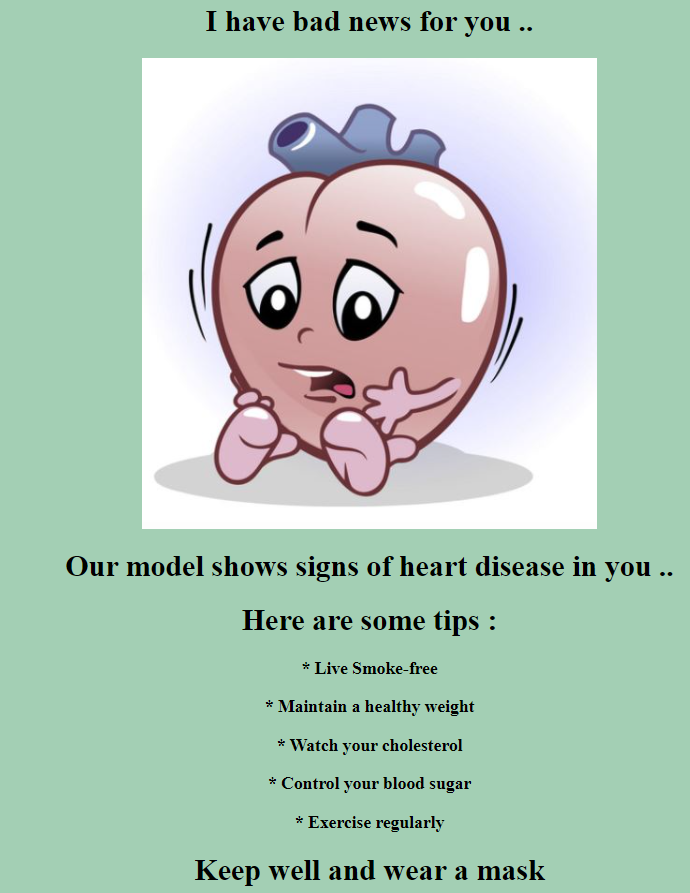 I have bad news for you ..
Our model shows signs of heart disease in you ..
Here are some tips :
* Live Smoke-free
* Maintain a healthy weight
* Watch your cholesterol
* Control your blood sugar
* Exercise regularly
Keep well and wear a mask